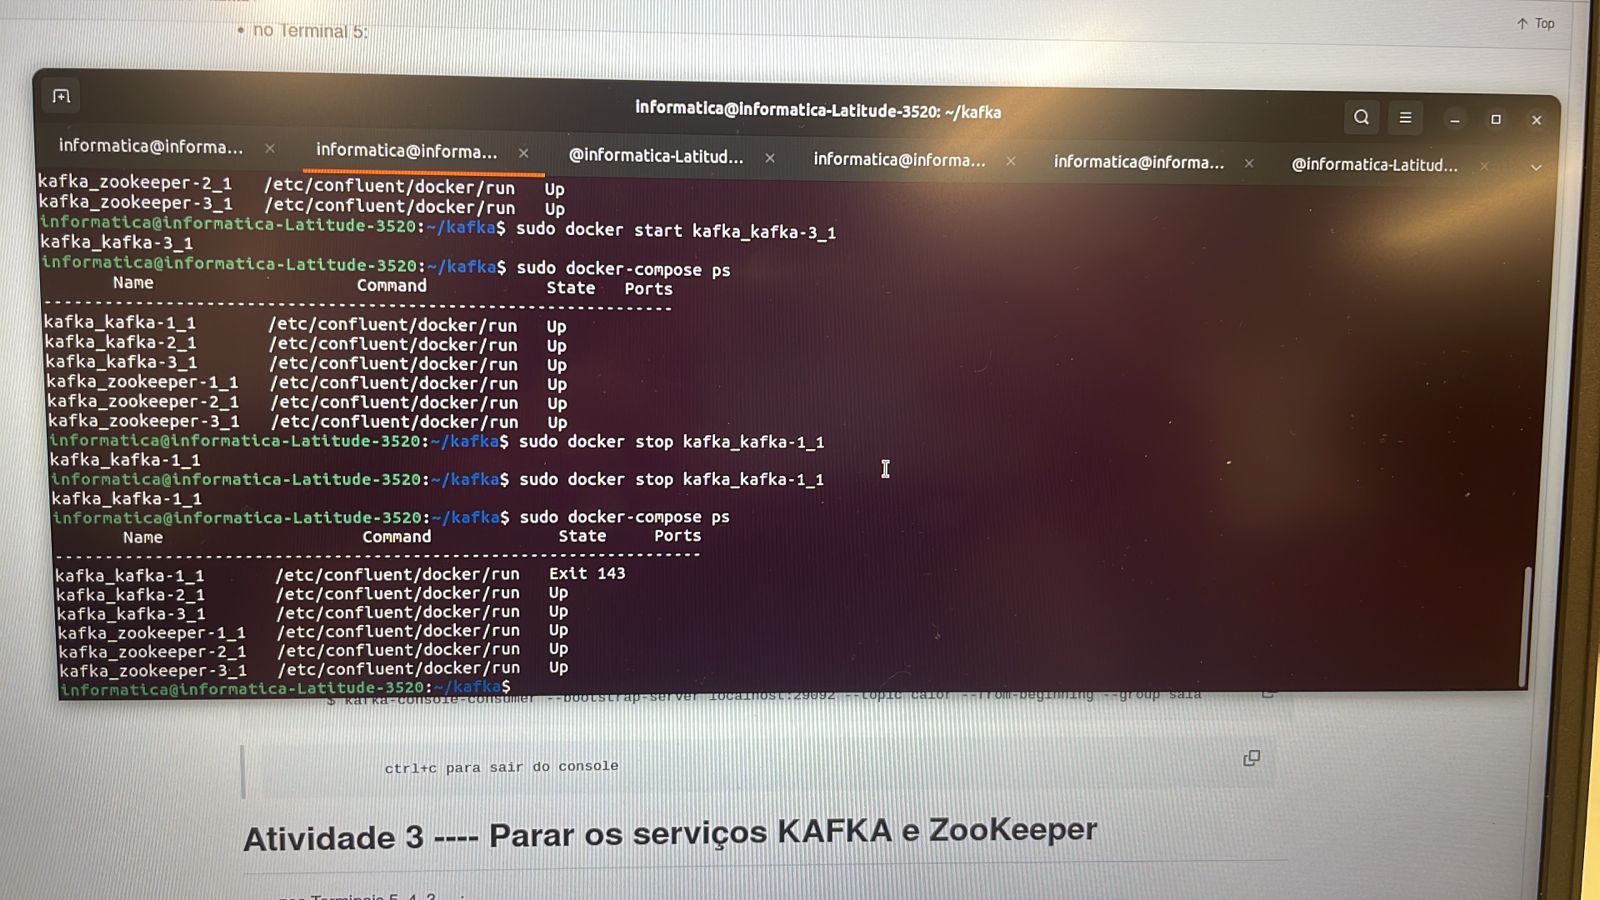 • no Terminal 5:
↑ Top
informatica@informatica-Latitude-3520: ~/kafka
informatica@informa... × informatica@informa... × @informatica-Latitud... × informatica@informa... × informatica@informa... × @informatica-Latitud... ×
kafka_zookeeper-2_1 /etc/confluent/docker/run Up
kafka_zookeeper-3_1 /etc/confluent/docker/run Up
informatica@informatica-Latitude-3520:~/kafka$ sudo docker start kafka_kafka-3_1
kafka_kafka-3_1
informatica@informatica-Latitude-3520:~/kafka$ sudo docker-compose ps
Name Command State Ports
------------------------------------------------------------------
kafka_kafka-1_1 /etc/confluent/docker/run Up
kafka_kafka-2_1 /etc/confluent/docker/run Up
kafka_kafka-3_1 /etc/confluent/docker/run Up
kafka_zookeeper-1_1 /etc/confluent/docker/run Up
kafka_zookeeper-2_1 /etc/confluent/docker/run Up
kafka_zookeeper-3_1 /etc/confluent/docker/run Up
informatica@informatica-Latitude-3520:~/kafka$ sudo docker stop kafka_kafka-1_1
kafka_kafka-1_1
informatica@informatica-Latitude-3520:~/kafka$ sudo docker stop kafka_kafka-1_1
kafka_kafka-1_1
informatica@informatica-Latitude-3520:~/kafka$ sudo docker-compose ps
Name Command State Ports
--------------------------------------------------------------------
kafka_kafka-1_1 /etc/confluent/docker/run Exit 143
kafka_kafka-2_1 /etc/confluent/docker/run Up
kafka_kafka-3_1 /etc/confluent/docker/run Up
kafka_zookeeper-1_1 /etc/confluent/docker/run Up
kafka_zookeeper-2_1 /etc/confluent/docker/run Up
kafka_zookeeper-3_1 /etc/confluent/docker/run Up
informatica@informatica-Latitude-3520:~/kafka$
$ kafka-console-consumer --bootstrap-server localhost:29092 --topic calor --from-beginning --group sala
ctrl+c para sair do console
Atividade 3 ---- Parar os serviços KAFKA e ZooKeeper
Terminais 5, 4, 3